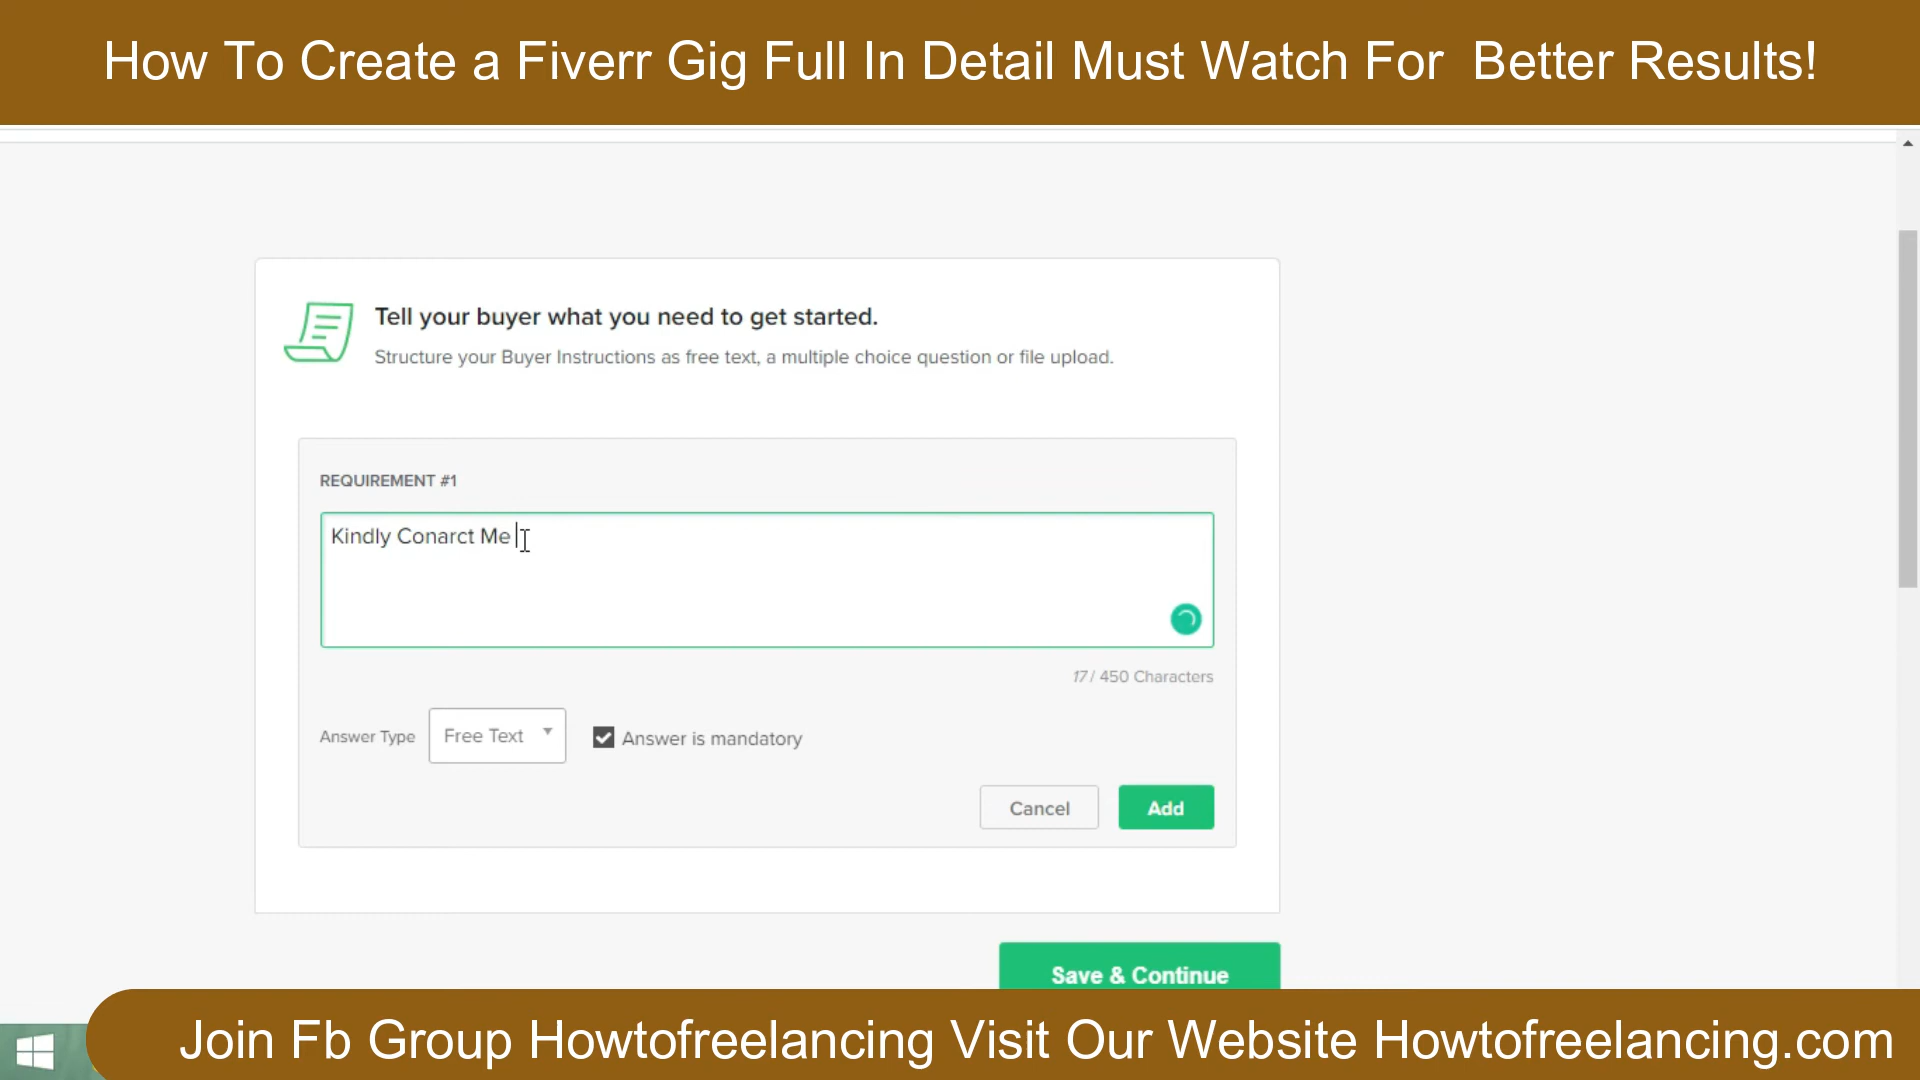 How To Create a Fiverr Gig Full In Detail Must Watch For Better Results!
Tell your buyer what you need to get started.
Structure your Buyer Instructions as free text, a multiple choice question or file upload.
REQUIREMENT #1
Kindly Conarct Me
17/ 450 Characters
Answer Type
Free Text
Answer is mandatory
Cancel
Add
Save & Continue
Join Fb Group Howtofreelancing Visit Our Website Howtofreelancing.com